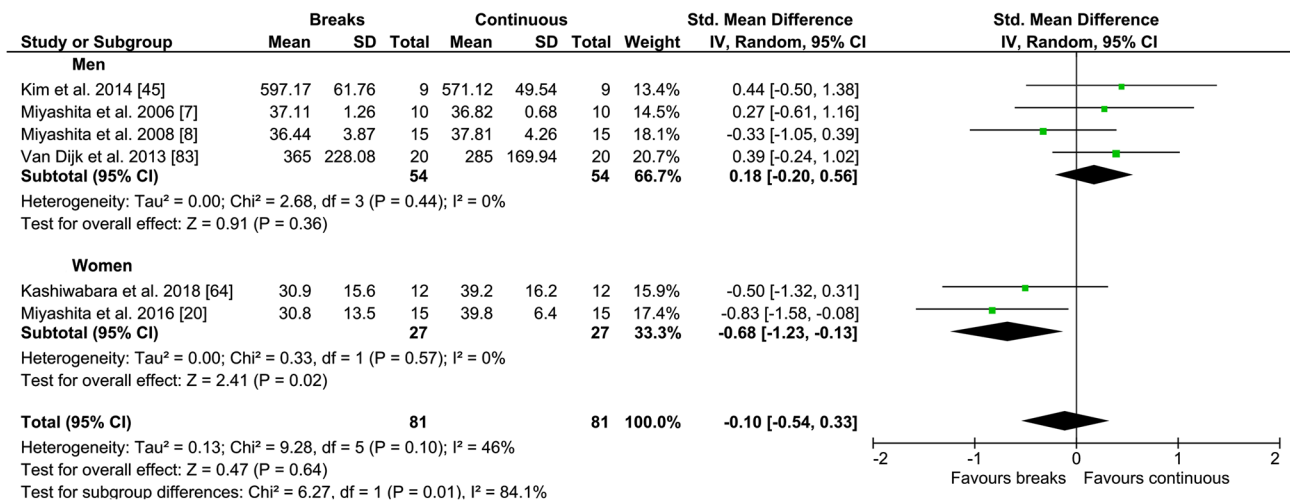 Breaks Continuous Std. Mean Difference Std. Mean Difference
Study or Subgroup Mean SD Total Mean SD Total Weight IV, Random, 95% CI IV, Random, 95% CI
Men
Kim et al. 2014 [45] 597.17 61.76 9 571.12 49.54 9 13.4% 0.44 [-0.50, 1.38]
Miyashita et al. 2006 [7] 37.11 1.26 10 36.82 0.68 10 14.5% 0.27 [-0.61, 1.16]
Miyashita et al. 2008 [8] 36.44 3.87 15 37.81 4.26 15 18.1% -0.33 [-1.05, 0.39]
Van Dijk et al. 2013 [83] 365 228.08 20 285 169.94 20 20.7% 0.39 [-0.24, 1.02]
Subtotal (95% CI) 54 54 66.7% 0.18 [-0.20, 0.56]
Heterogeneity: Tau² = 0.00; Chi² = 2.68, df = 3 (P = 0.44); I² = 0%
Test for overall effect: Z = 0.91 (P = 0.36)
Women
Kashiwabara et al. 2018 [64] 30.9 15.6 12 39.2 16.2 12 15.9% -0.50 [-1.32, 0.31]
Miyashita et al. 2016 [20] 30.8 13.5 15 39.8 6.4 15 17.4% -0.83 [-1.58, -0.08]
Subtotal (95% CI) 27 27 33.3% -0.68 [-1.23, -0.13]
Heterogeneity: Tau² = 0.00; Chi² = 0.33, df = 1 (P = 0.57); I² = 0%
Test for overall effect: Z = 2.41 (P = 0.02)
Total (95% CI) 81 81 100.0% -0.10 [-0.54, 0.33]
Heterogeneity: Tau² = 0.13; Chi² = 9.28, df = 5 (P = 0.10); I² = 46%
Test for overall effect: Z = 0.47 (P = 0.64)
Test for subgroup differences: Chi² = 6.27, df = 1 (P = 0.01), I² = 84.1%
-2 -1 0 1 2
Favours breaks Favours continuous